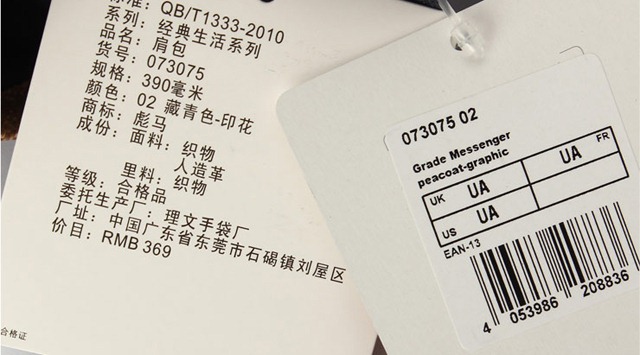 标准: QB/T1333-2010
系列: 经典生活系列
品名: 肩包
货号: 073075
规格: 390毫米
颜色: 02 藏青色-印花
商标: 彪马
成份: 面料: 织物
人造革
里料: 织物
等级: 合格品
委托生产厂: 理文手袋厂
厂址: 中国广东省东莞市石碣镇刘屋区
价目: RMB 369
合格证
073075 02
Grade Messenger
peacoat-graphic
UK UA UA FR
US UA
EAN-13
4 053986 208836